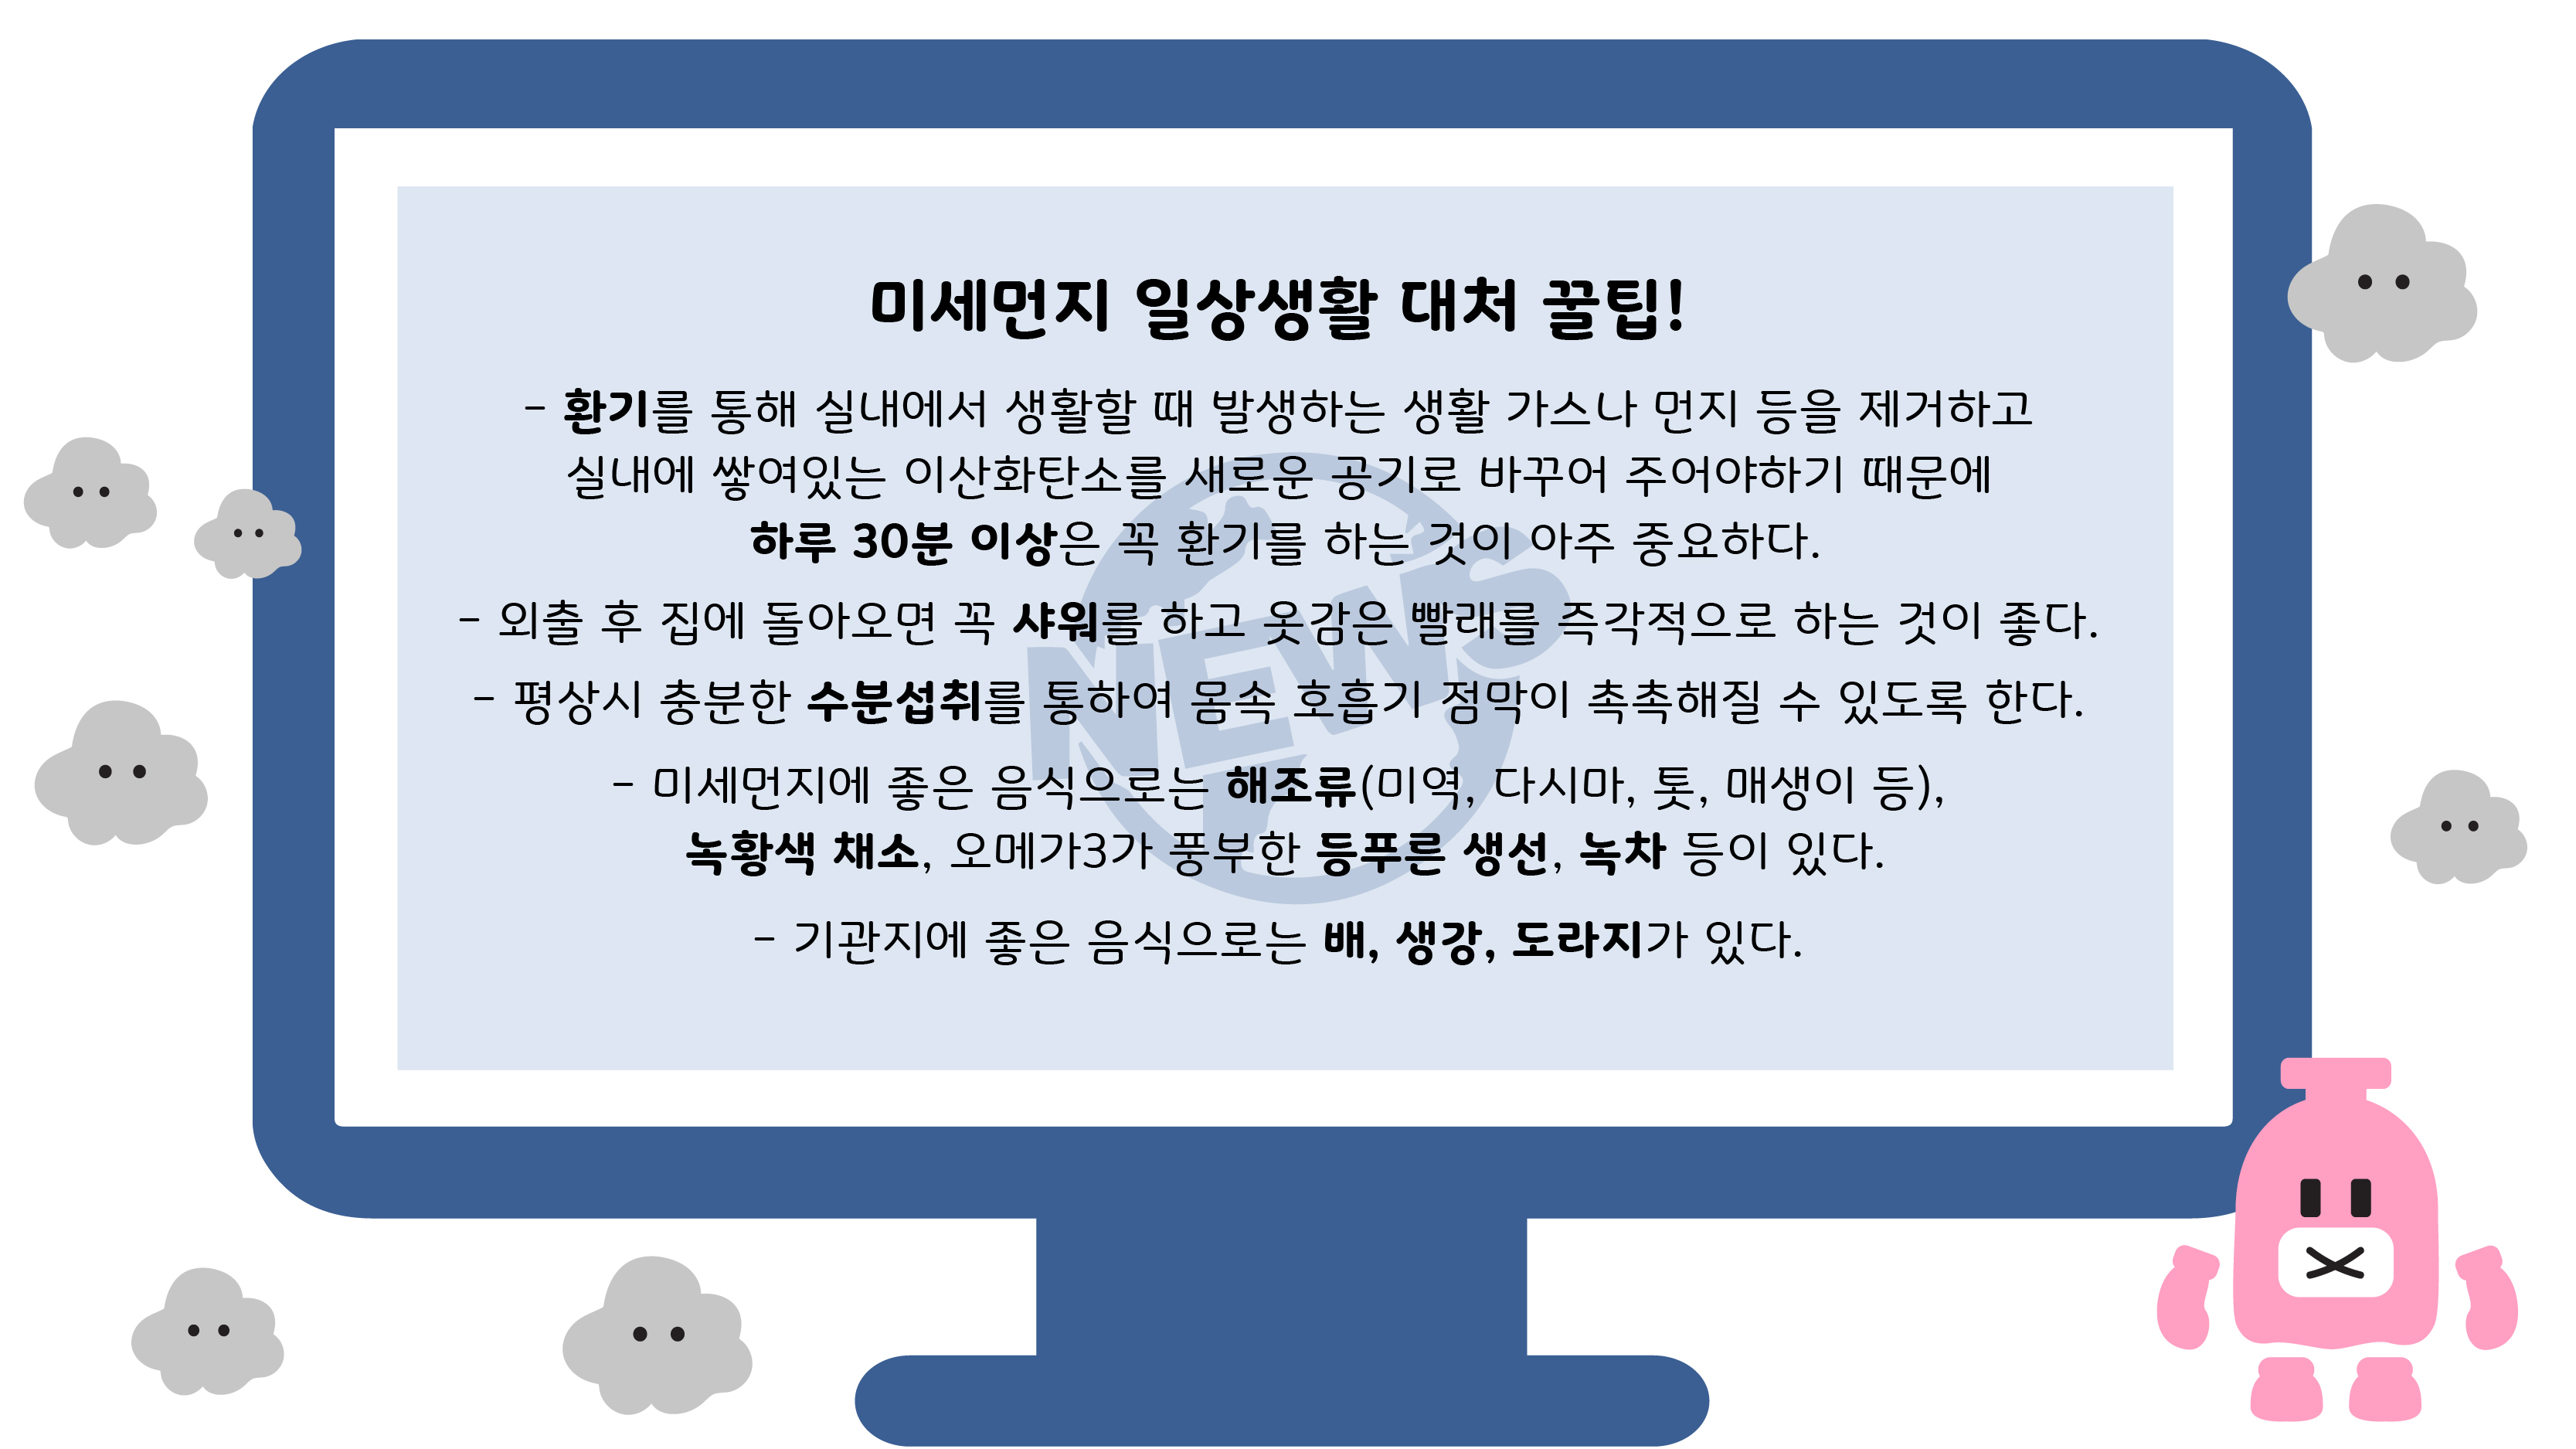 미세먼지 일상생활 대처 꿀팁!
- 환기를 통해 실내에서 생활할 때 발생하는 생활 가스나 먼지 등을 제거하고
실내에 쌓여있는 이산화탄소를 새로운 공기로 바꾸어 주어야하기 때문에
하루 30분 이상은 꼭 환기를 하는 것이 아주 중요하다.
- 외출 후 집에 돌아오면 꼭 샤워를 하고 옷감은 빨래를 즉각적으로 하는 것이 좋다.
- 평상시 충분한 수분섭취를 통하여 몸속 호흡기 점막이 촉촉해질 수 있도록 한다.
- 미세먼지에 좋은 음식으로는 해조류(미역, 다시마, 톳, 매생이 등),
녹황색 채소, 오메가3가 풍부한 등푸른 생선, 녹차 등이 있다.
- 기관지에 좋은 음식으로는 배, 생강, 도라지가 있다.
NEWS